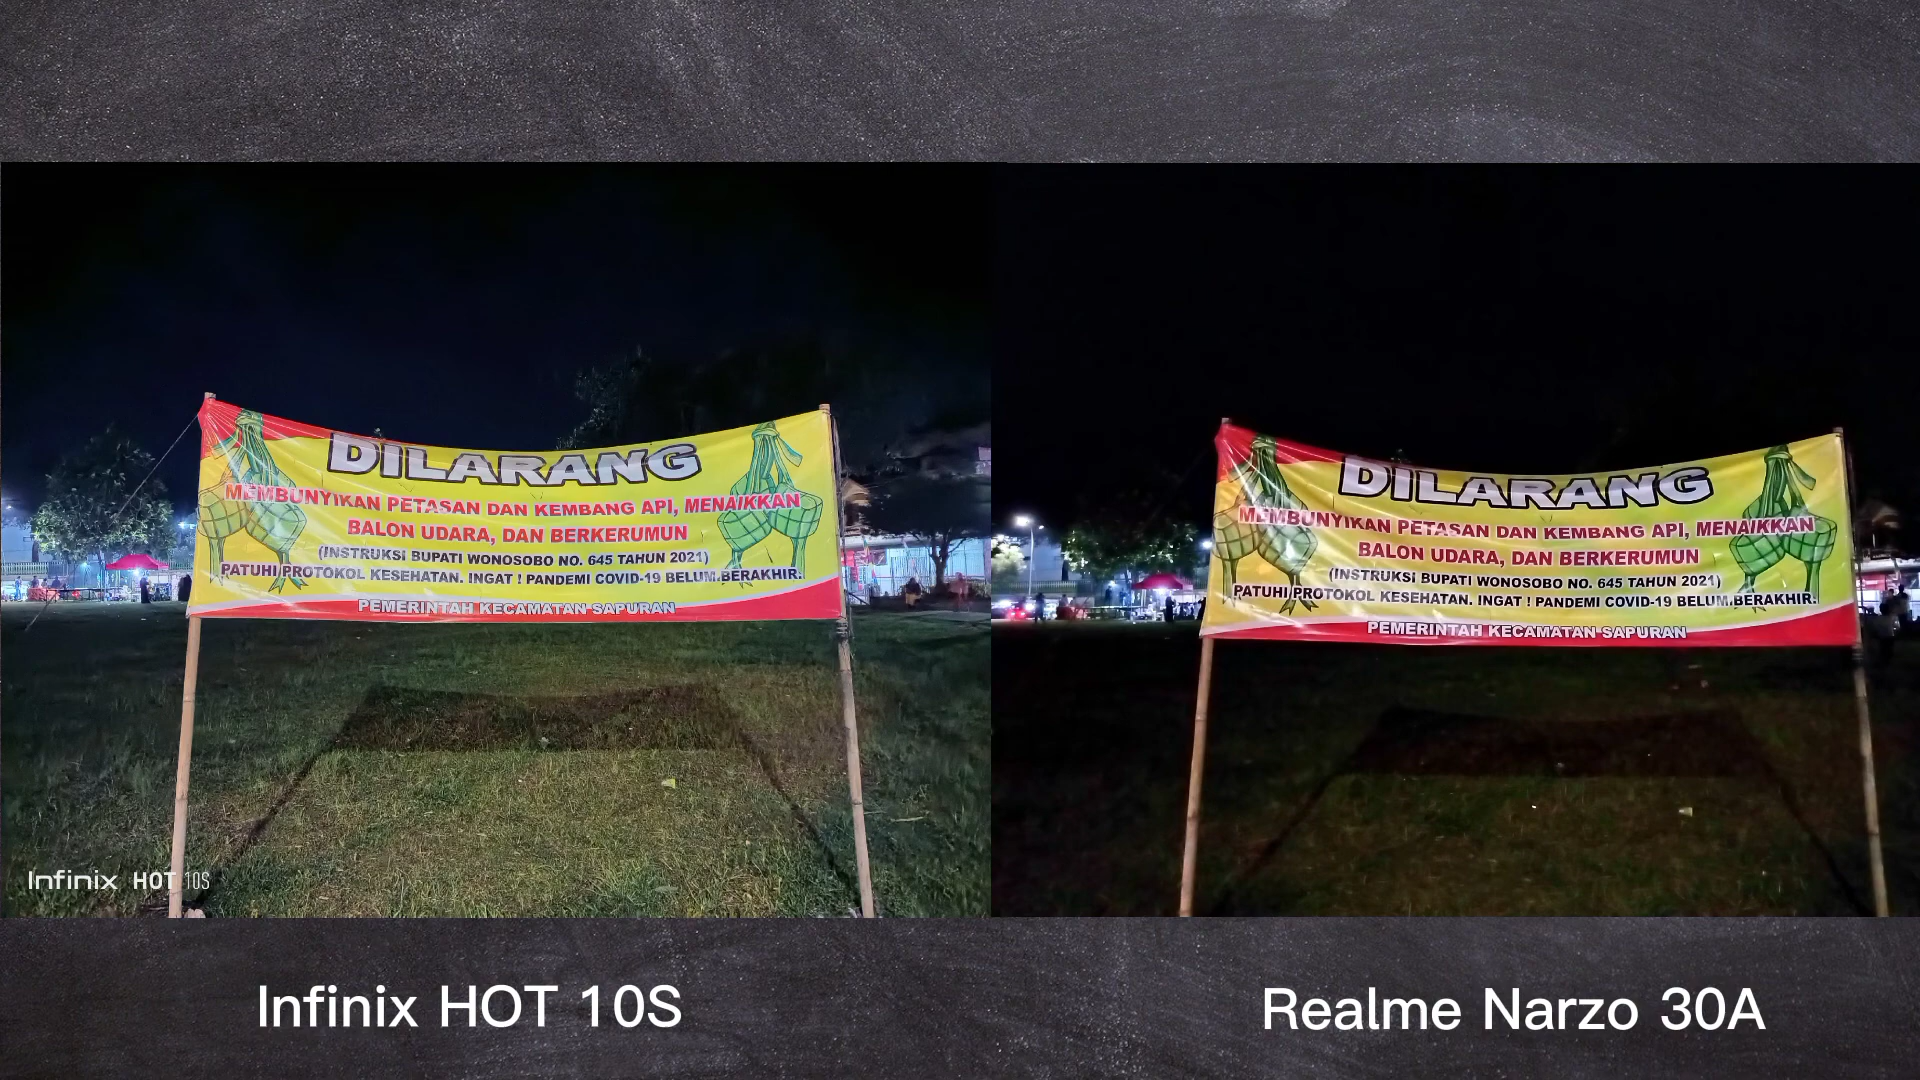 DILARANG
MEMBUNYIKAN PETASAN DAN KEMBANG API, MENAIKKAN
BALON UDARA, DAN BERKERUMUN
(INSTRUKSI BUPATI WONOSOBO NO. 645 TAHUN 2021)
PATUHI PROTOKOL KESEHATAN. INGAT ! PANDEMI COVID-19 BELUM BERAKHIR.
PEMERINTAH KECAMATAN SAPURAN
Infinix HOT 10S
Infinix HOT 10S
DILARANG
MEMBUNYIKAN PETASAN DAN KEMBANG API, MENAIKKAN
BALON UDARA, DAN BERKERUMUN
(INSTRUKSI BUPATI WONOSOBO NO. 645 TAHUN 2021)
PATUHI PROTOKOL KESEHATAN. INGAT ! PANDEMI COVID-19 BELUM BERAKHIR.
PEMERINTAH KECAMATAN SAPURAN
Realme Narzo 30A